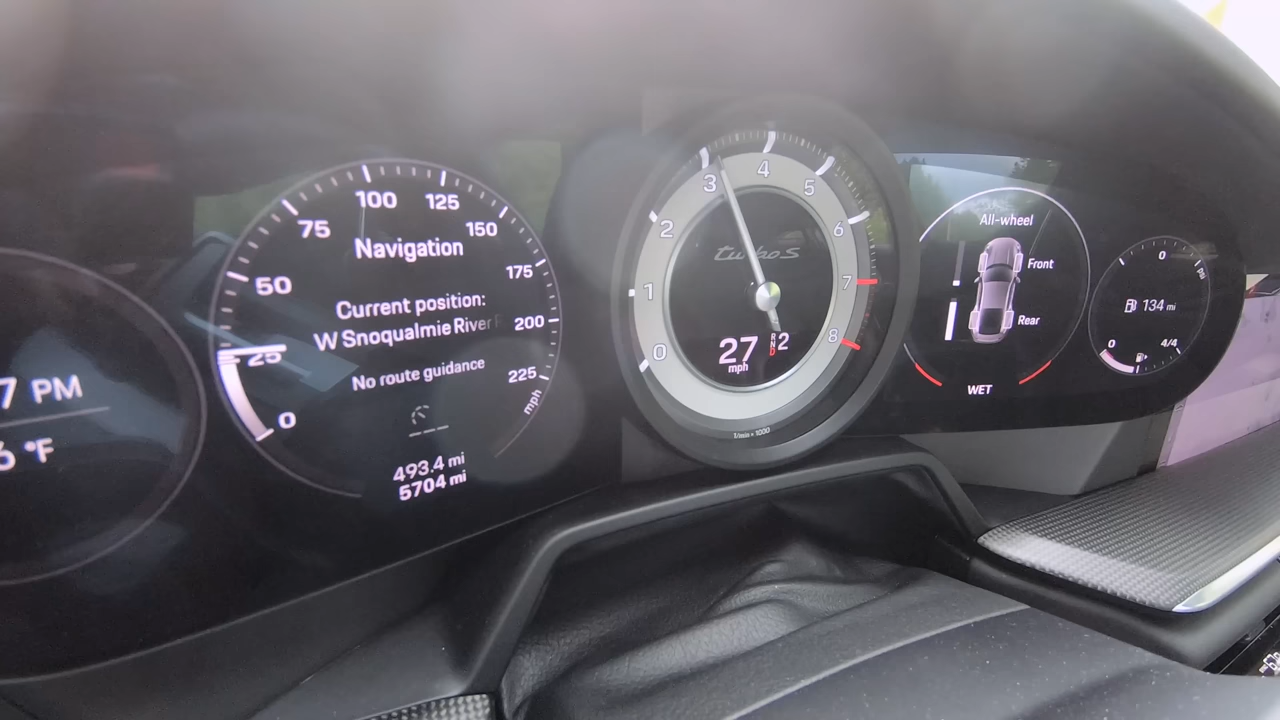 7 PM
6 °F
100
125
75
150
Navigation
175
50
Current position:
W Snoqualmie River
200
25
No route guidance
225
mph
0
493.4 mi
5704 mi
4
3
5
2
6
turbo S
1
7
27
mph
R
N
D
2
8
0
1/min x 1000
All-wheel
Front
Rear
WET
0
psi
134 mi
0
4/4